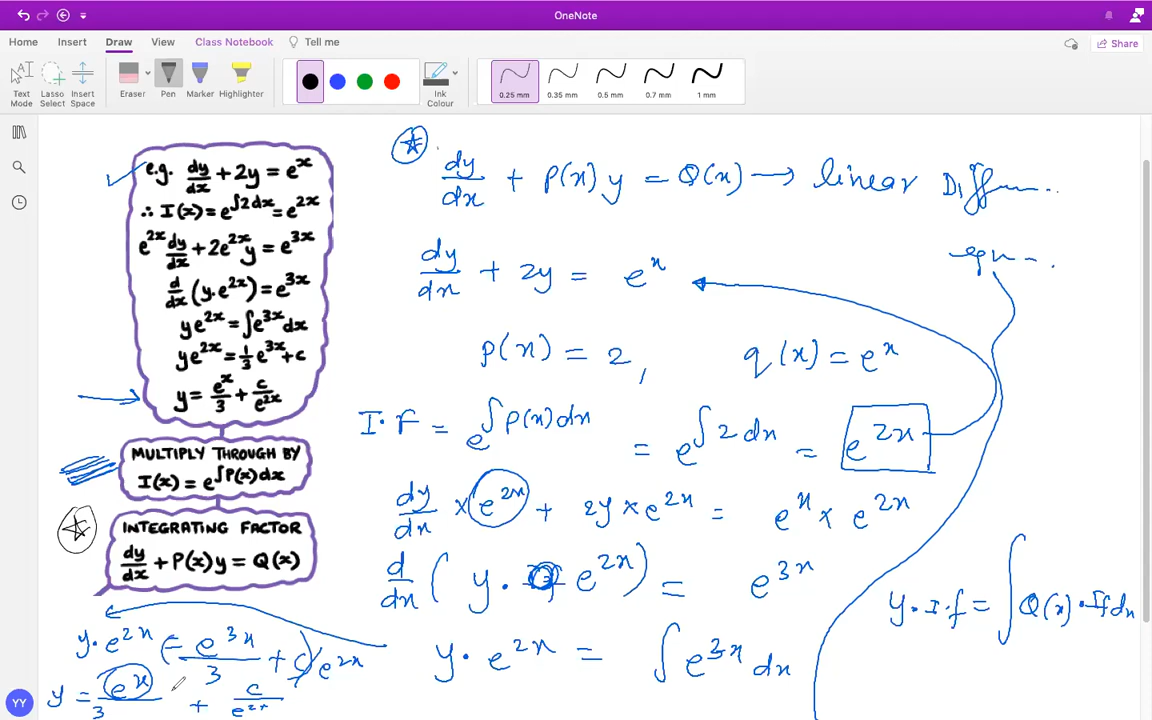 OneNote
Home Insert Draw View Class Notebook Tell me
Share
Text Mode
Lasso Select
Insert Space
Eraser
Pen
Marker
Highlighter
Ink Colour
0.25 mm 0.35 mm 0.5 mm 0.7 mm 1 mm
e.g. dy/dx + 2y = e^x
∴ I(x) = e^∫2dx = e^2x
e^2x dy/dx + 2e^2x y = e^3x
d/dx (y·e^2x) = e^3x
ye^2x = ∫e^3x dx
ye^2x = 1/3 e^3x + c
y = e^x/3 + c/e^2x
MULTIPLY THROUGH BY
I(x) = e^∫P(x)dx
INTEGRATING FACTOR
dy/dx + P(x)y = Q(x)
dy/dx + P(x) y = Q(x) → linear Differn...
eqn--.
dy/dx + 2y = e^x
P(x) = 2, q(x) = e^x
I·F = e^∫P(x)dx = e^∫2dx = e^2x
dy/dx × e^2x + 2y × e^2x = e^x × e^2x
d/dx (y· e^2x) = e^3x
y·I·f = ∫Q(x)·If dx
y· e^2x = ∫e^3x dx
y·e^2x (= e^3x/3 + c)/e^2x
y = e^x/3 + c/e^2x
YY